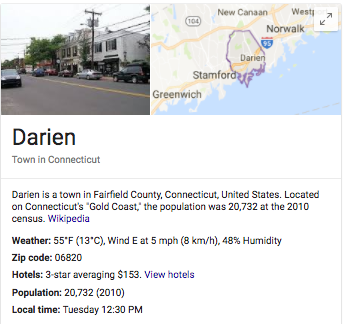 New Canaan
Westp
104
Norwalk
95
Darien
Stamford
Greenwich
Darien
Town in Connecticut
Darien is a town in Fairfield County, Connecticut, United States. Located
on Connecticut's "Gold Coast," the population was 20,732 at the 2010
census. Wikipedia
Weather: 55°F (13°C), Wind E at 5 mph (8 km/h), 48% Humidity
Zip code: 06820
Hotels: 3-star averaging $153. View hotels
Population: 20,732 (2010)
Local time: Tuesday 12:30 PM